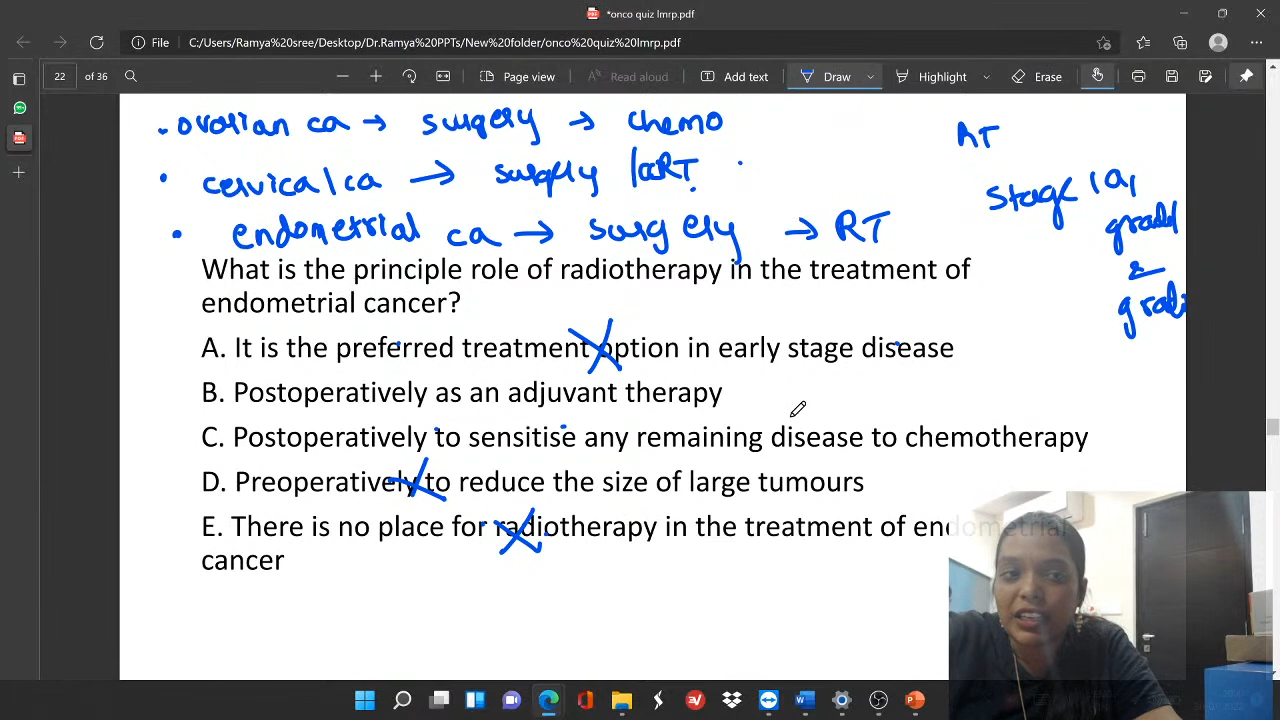 *onco quiz lmrp.pdf
File C:/Users/Ramya%20sree/Desktop/Dr.Ramya%20PPTs/New%20folder/onco%20quiz%20lmrp.pdf
22 of 36 Page view Read aloud Add text Draw Highlight Erase
. ovarian ca → surgery → chemo
RT
cervical ca → surgery
stage 1a,
endometrial ca → surgery → RT
What is the principle role of radiotherapy in the treatment of
endometrial cancer?
A. It is the preferred treatment option in early stage disease
B. Postoperatively as an adjuvant therapy
C. Postoperatively to sensitise any remaining disease to chemotherapy
D. Preoperatively to reduce the size of large tumours
E. There is no place for radiotherapy in the treatment of endometrial
cancer